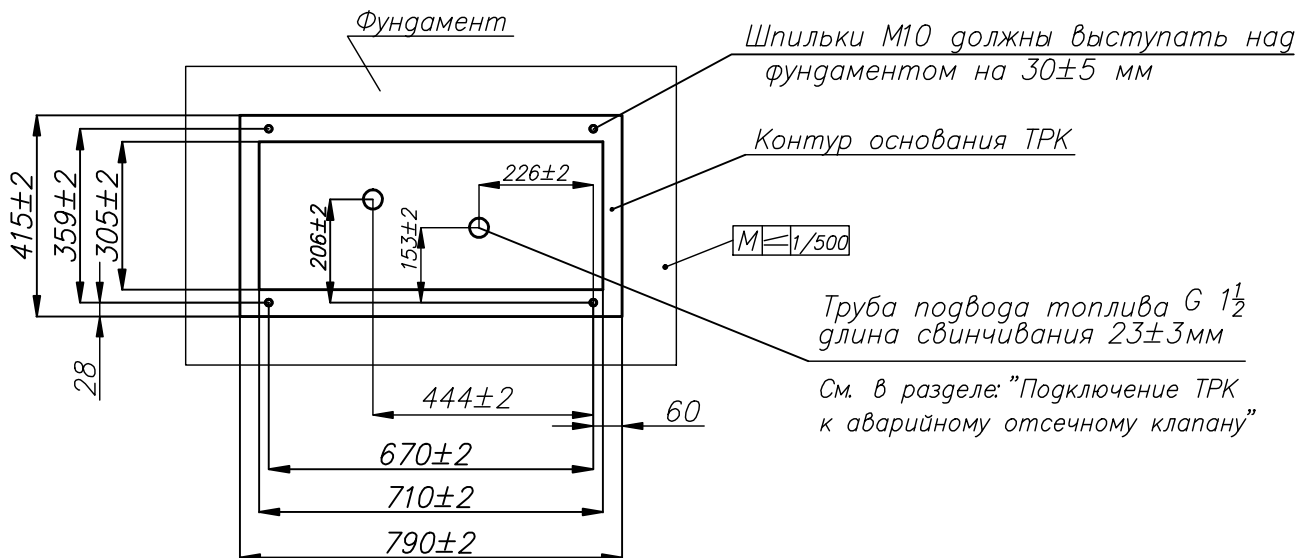 Фундамент
Шпильки М10 должны выступать над
фундаментом на 30±5 мм
Контур основания ТРК
226±2
415±2
359±2
305±2
206±2
153±2
М ≤ 1/500
Труба подвода топлива G 1½
длина свинчивания 23±3мм
28
См. в разделе: "Подключение ТРК
к аварийному отсечному клапану"
444±2
60
670±2
710±2
790±2